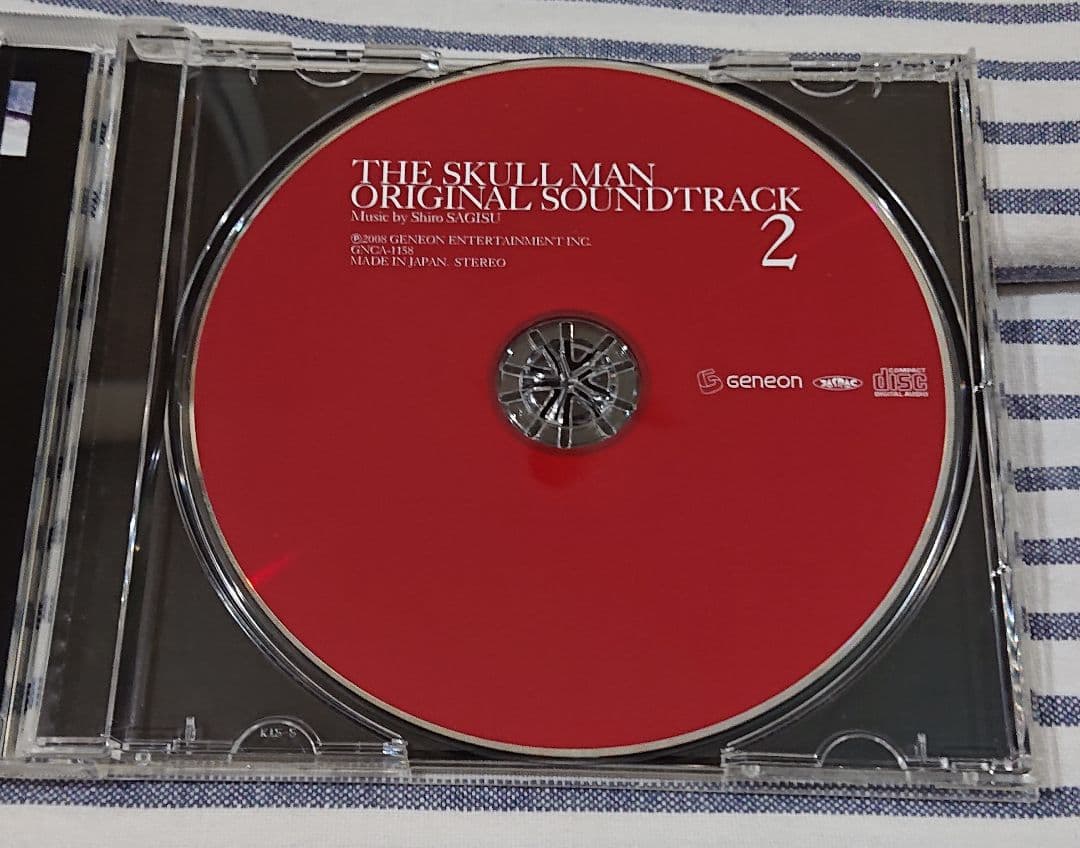 THE SKULL MAN
ORIGINAL SOUNDTRACK
2
Music by Shiro SAGISU
℗2008 GENEON ENTERTAINMENT INC.
GNCA-1158
MADE IN JAPAN. STEREO
GENEON
JASRAC
COMPACT
disc
DIGITAL AUDIO